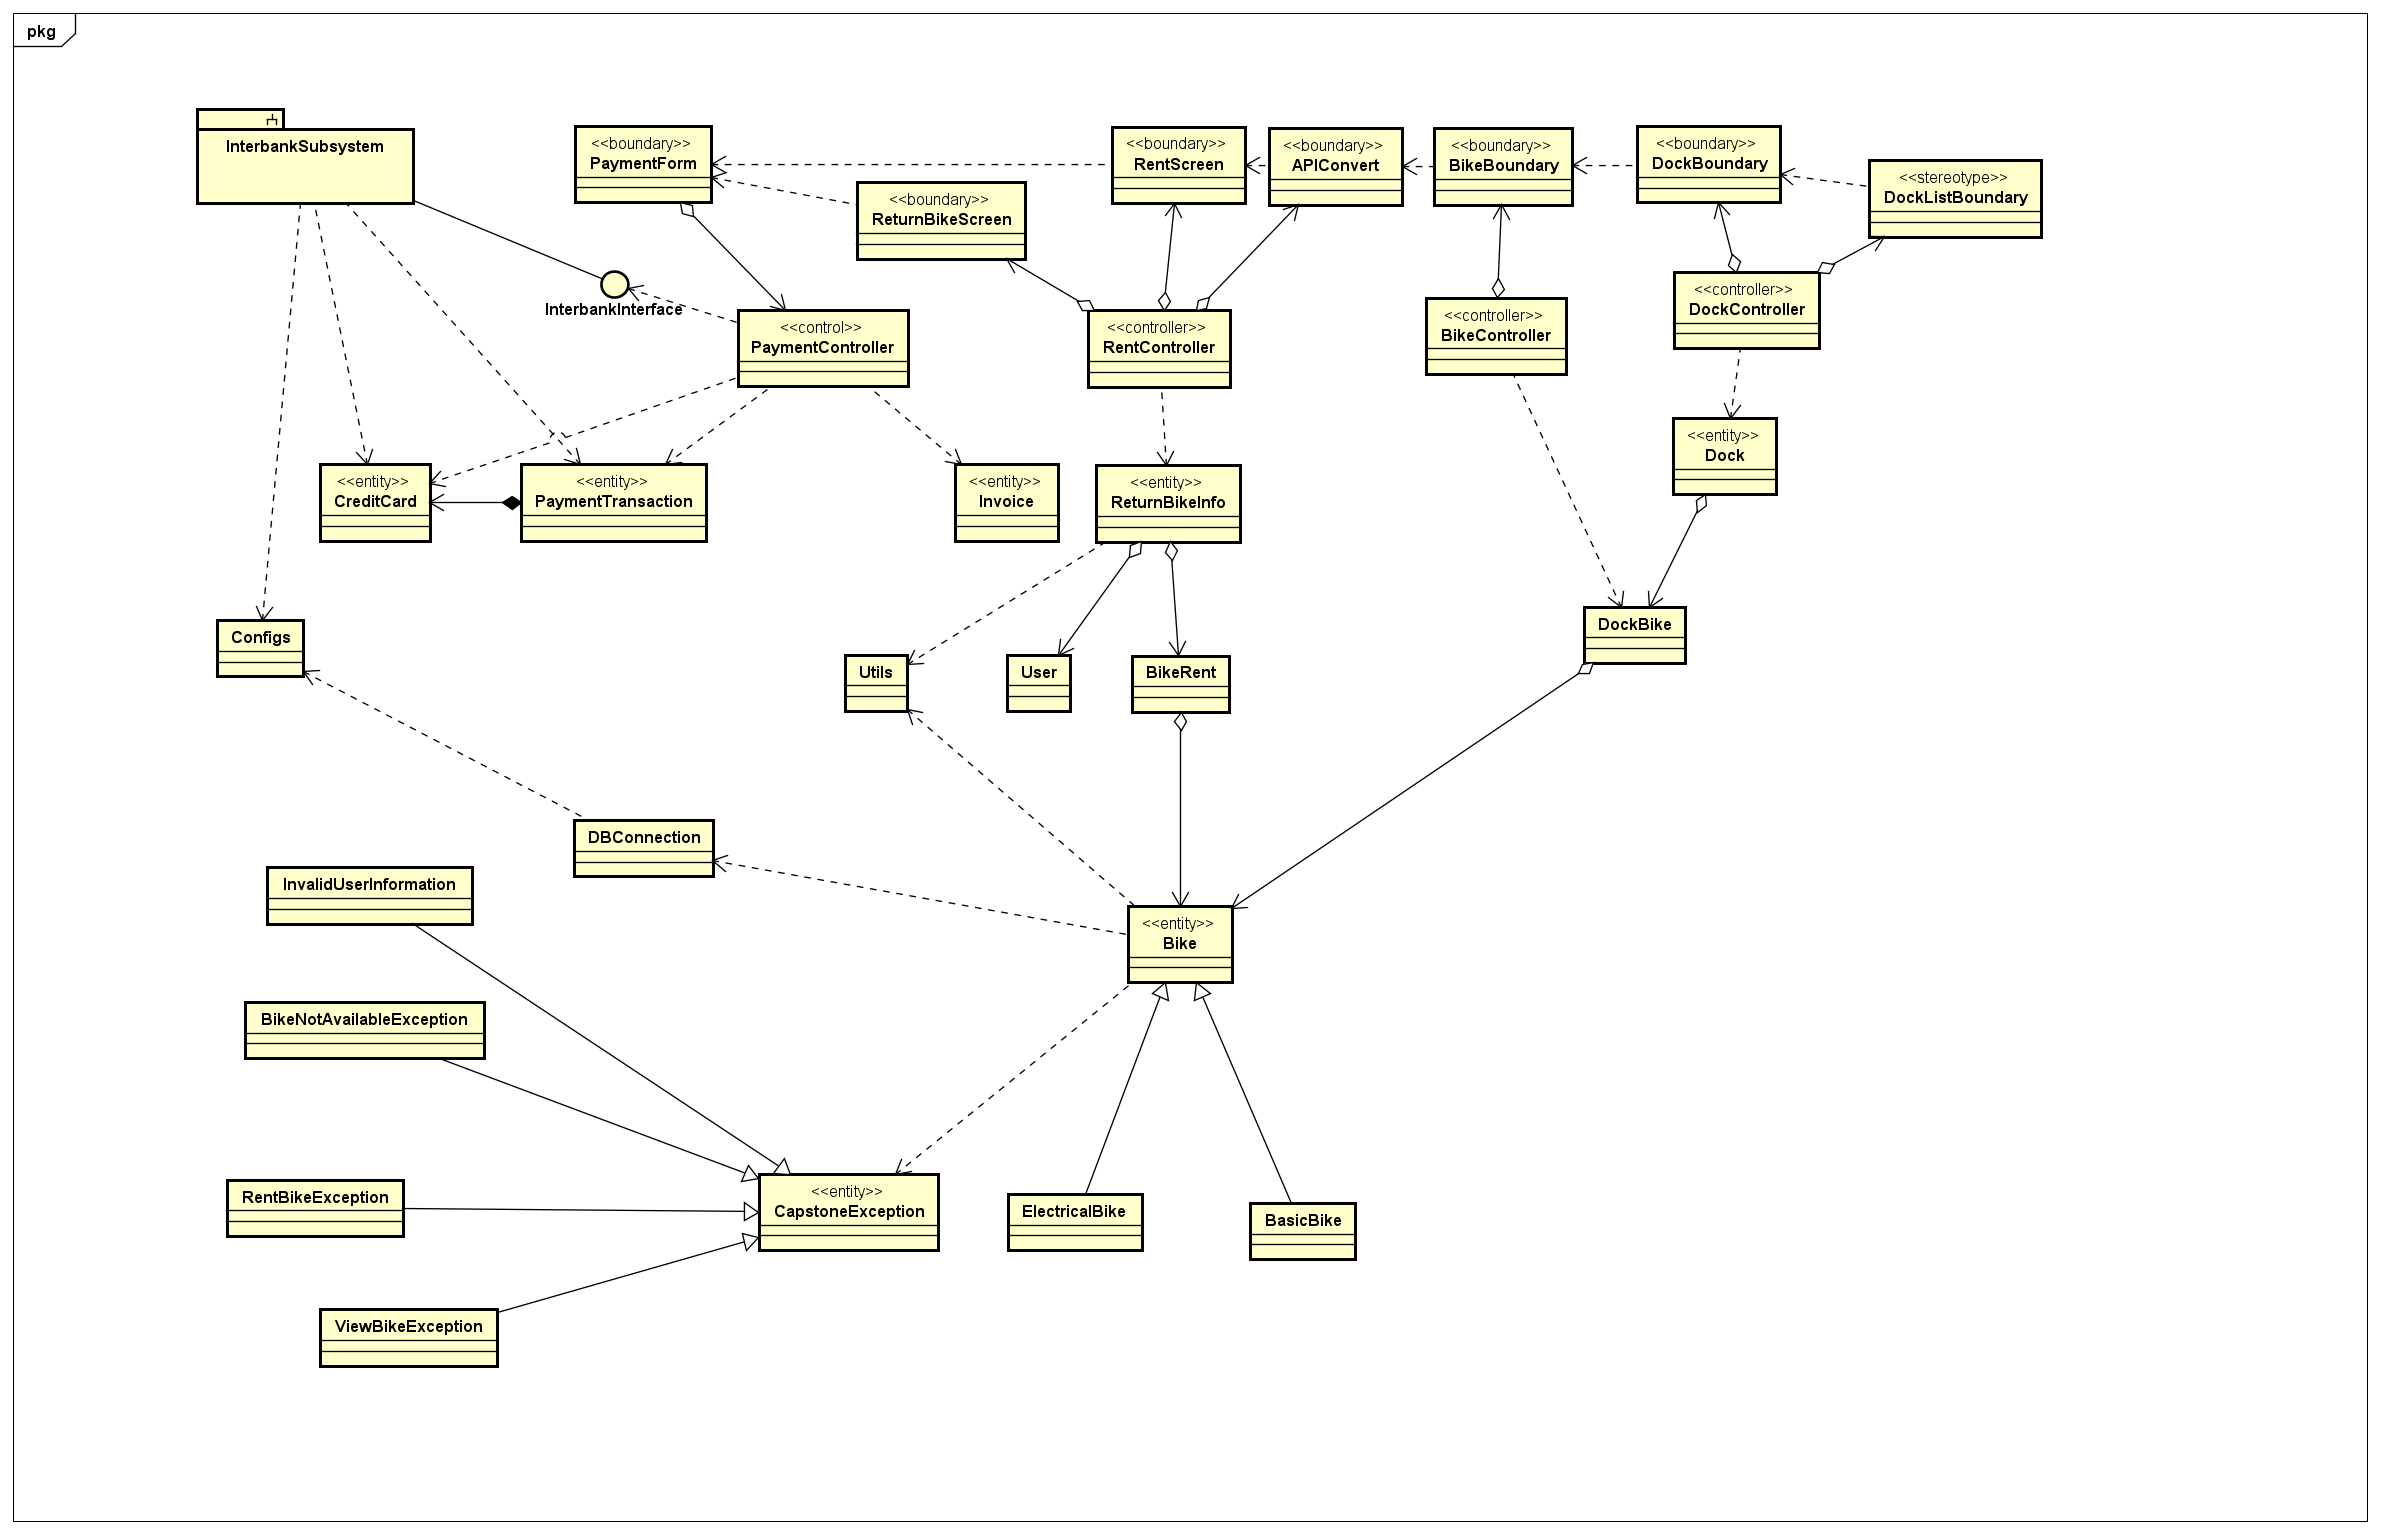 pkg
InterbankSubsystem
<<boundary>>
PaymentForm
<<boundary>>
ReturnBikeScreen
<<boundary>>
RentScreen
<<boundary>>
APIConvert
<<boundary>>
BikeBoundary
<<boundary>>
DockBoundary
<<stereotype>>
DockListBoundary
InterbankInterface
<<control>>
PaymentController
<<controller>>
RentController
<<controller>>
BikeController
<<controller>>
DockController
<<entity>>
CreditCard
<<entity>>
PaymentTransaction
<<entity>>
Invoice
<<entity>>
ReturnBikeInfo
<<entity>>
Dock
Configs
Utils
User
BikeRent
DockBike
DBConnection
InvalidUserInformation
<<entity>>
Bike
BikeNotAvailableException
RentBikeException
<<entity>>
CapstoneException
ElectricalBike
BasicBike
ViewBikeException